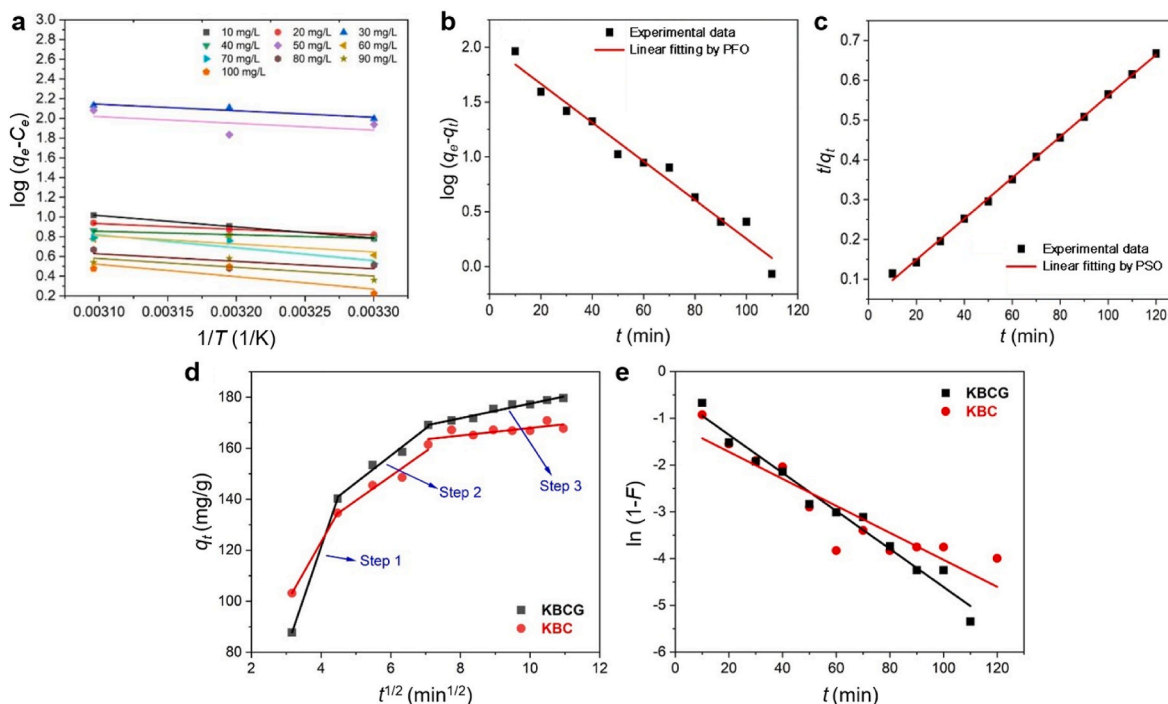 a
10 mg/L 20 mg/L 30 mg/L
40 mg/L 50 mg/L 60 mg/L
70 mg/L 80 mg/L 90 mg/L
100 mg/L
3.0
2.8
2.6
2.4
2.2
2.0
1.8
1.6
1.4
1.2
1.0
0.8
0.6
0.4
0.2
log (qe-Ce)
0.00310 0.00315 0.00320 0.00325 0.00330
1/T (1/K)
b
Experimental data
Linear fitting by PFO
2.0
1.5
1.0
0.5
0.0
log (qe-qt)
0 20 40 60 80 100 120
t (min)
c
0.7
0.6
0.5
0.4
0.3
0.2
0.1
t/qt
Experimental data
Linear fitting by PSO
0 20 40 60 80 100 120
t (min)
d
180
160
140
120
100
80
qt (mg/g)
Step 1
Step 2
Step 3
KBCG
KBC
2 4 6 8 10 12
t1/2 (min1/2)
e
KBCG
KBC
0
-1
-2
-3
-4
-5
-6
ln (1-F)
0 20 40 60 80 100 120
t (min)